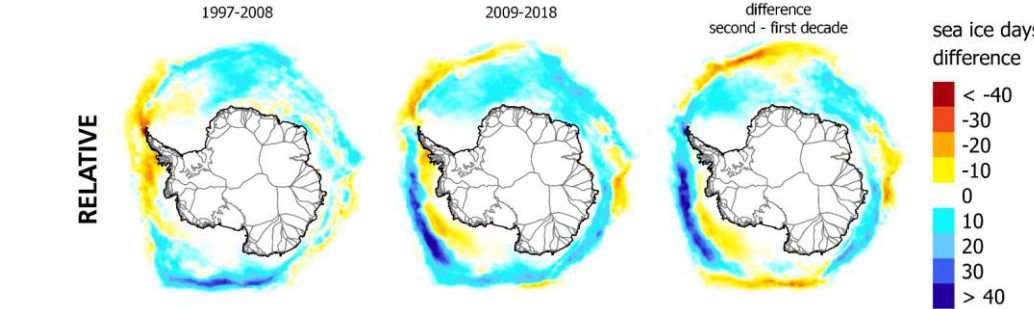 1997-2008
2009-2018
difference
second - first decade
RELATIVE
sea ice days
difference
< -40
-30
-20
-10
0
10
20
30
> 40